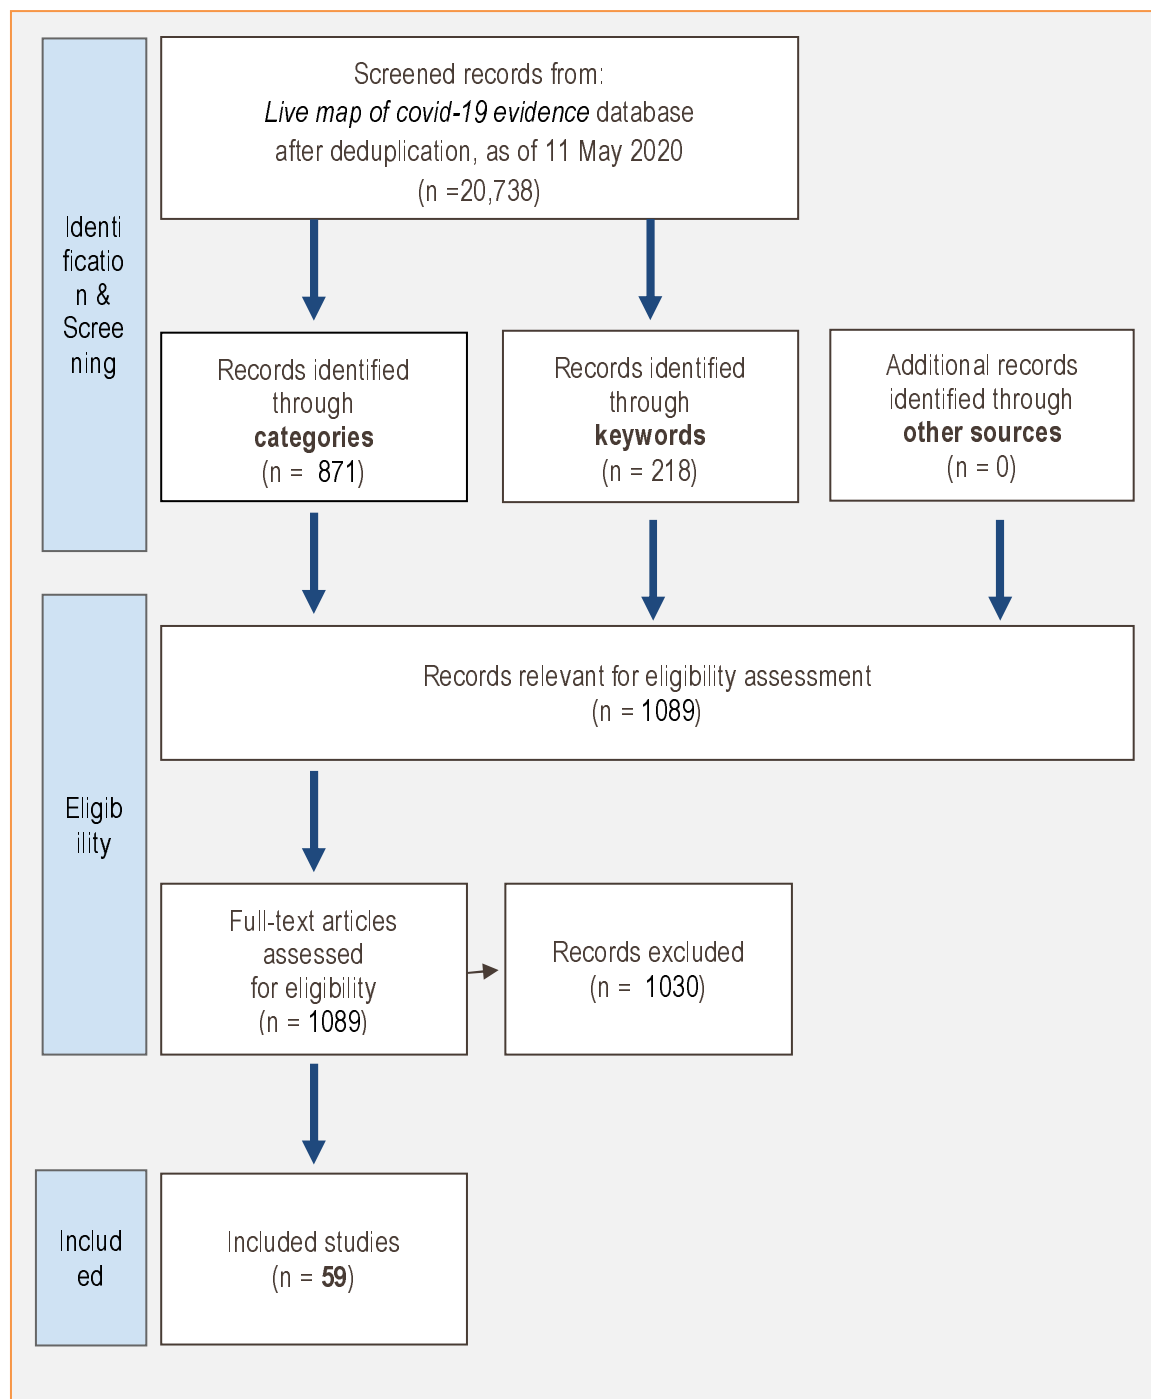 Screened records from:
Live map of covid-19 evidence database
after deduplication, as of 11 May 2020
(n =20,738)
Identi
ficatio
n &
Scree
ning
Records identified
through
categories
(n = 871)
Records identified
through
keywords
(n = 218)
Additional records
identified through
other sources
(n = 0)
Records relevant for eligibility assessment
(n = 1089)
Eligib
ility
Full-text articles
assessed
for eligibility
(n = 1089)
Records excluded
(n = 1030)
Includ
ed
Included studies
(n = 59)